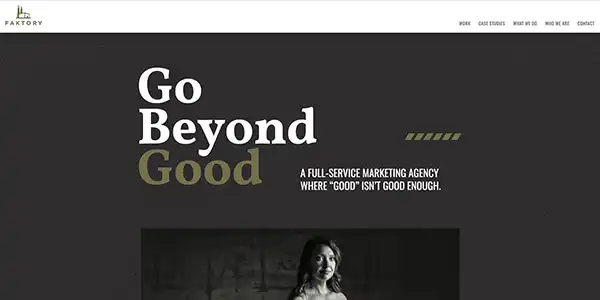 FAKTORY
WORK CASE STUDIES WHAT WE DO WHO WE ARE CONTACT
Go
Beyond
Good
A FULL-SERVICE MARKETING AGENCY
WHERE “GOOD” ISN’T GOOD ENOUGH.